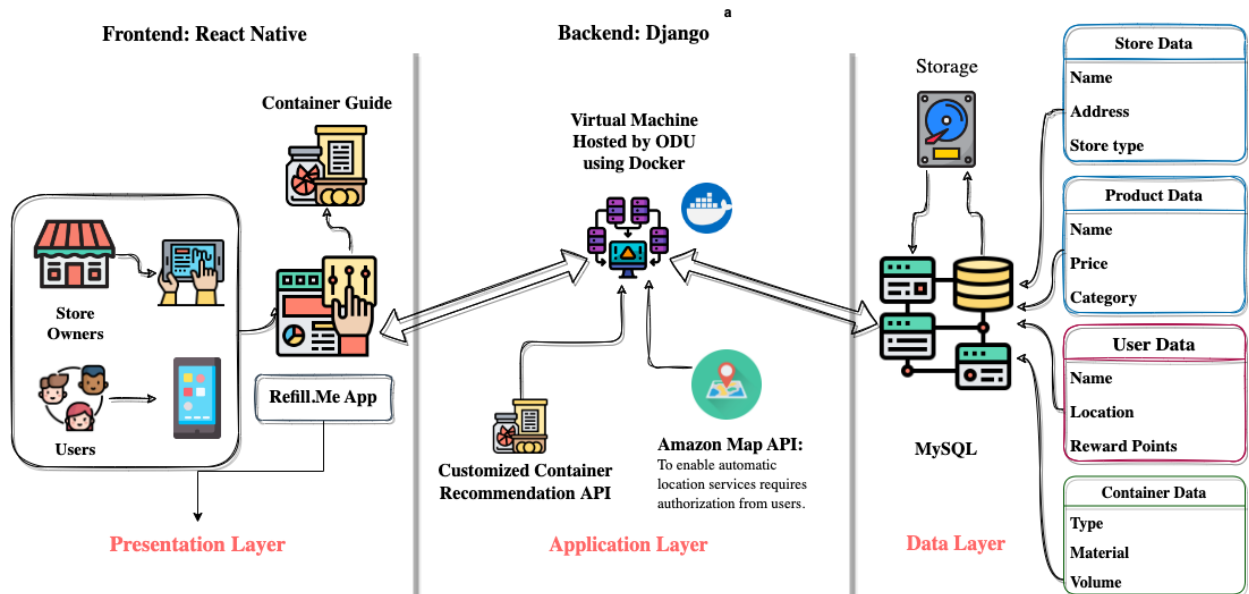 a
Frontend: React Native
Backend: Django
Container Guide
Store
Owners
Users
Refill.Me App
Presentation Layer
Virtual Machine
Hosted by ODU
using Docker
Customized Container
Recommendation API
Amazon Map API:
To enable automatic
location services requires
authorization from users.
Application Layer
Storage
MySQL
Data Layer
Store Data
Name
Address
Store type
Product Data
Name
Price
Category
User Data
Name
Location
Reward Points
Container Data
Type
Material
Volume